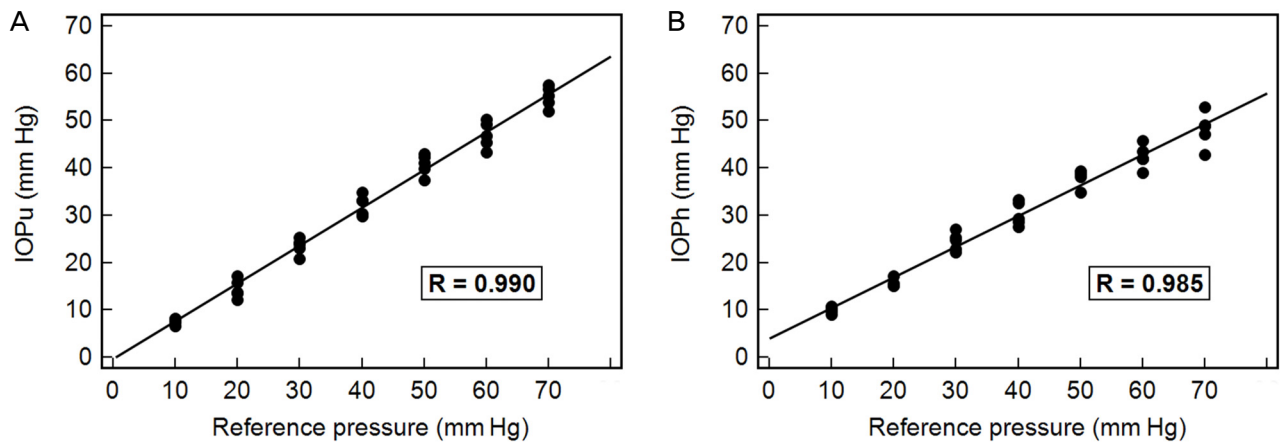 A
70
60
50
40
30
20
10
0
IOPu (mm Hg)
R = 0.990
0 10 20 30 40 50 60 70
Reference pressure (mm Hg)
B
70
60
50
40
30
20
10
0
IOPh (mm Hg)
R = 0.985
0 10 20 30 40 50 60 70
Reference pressure (mm Hg)